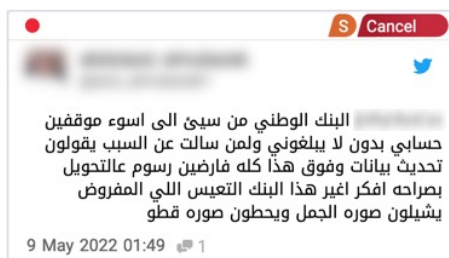 S Cancel
البنك الوطني من سيئ الى اسوء موقفين
حسابي بدون لا يبلغوني ولمن سالت عن السبب يقولون
تحديث بيانات وفوق هذا كله فارضين رسوم عالتحويل
بصراحه افكر اغير هذا البنك التعيس اللي المفروض
يشيلون صوره الجمل ويحطون صوره قطو
9 May 2022 01:49 1